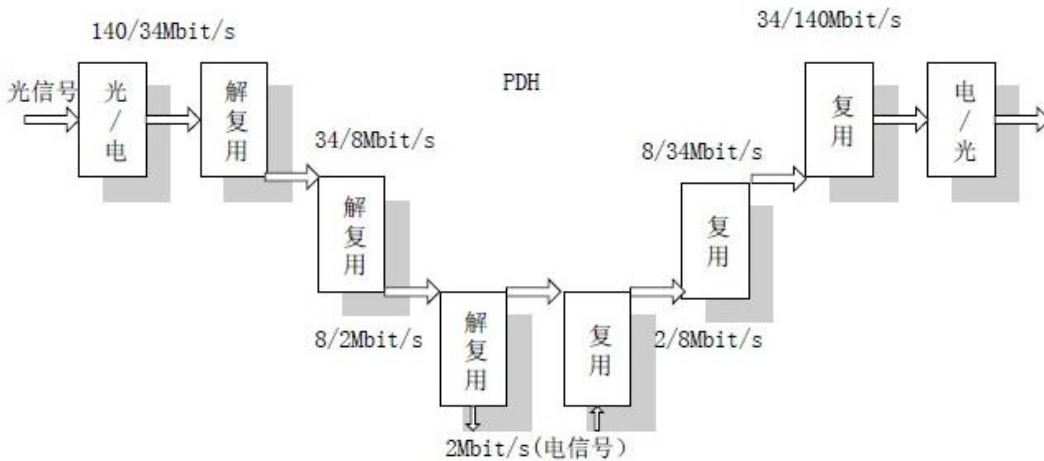 140/34Mbit/s
34/140Mbit/s
PDH
光信号
光/电
解复用
34/8Mbit/s
解复用
8/2Mbit/s
解复用
2Mbit/s(电信号）
复用
2/8Mbit/s
复用
8/34Mbit/s
复用
电/光